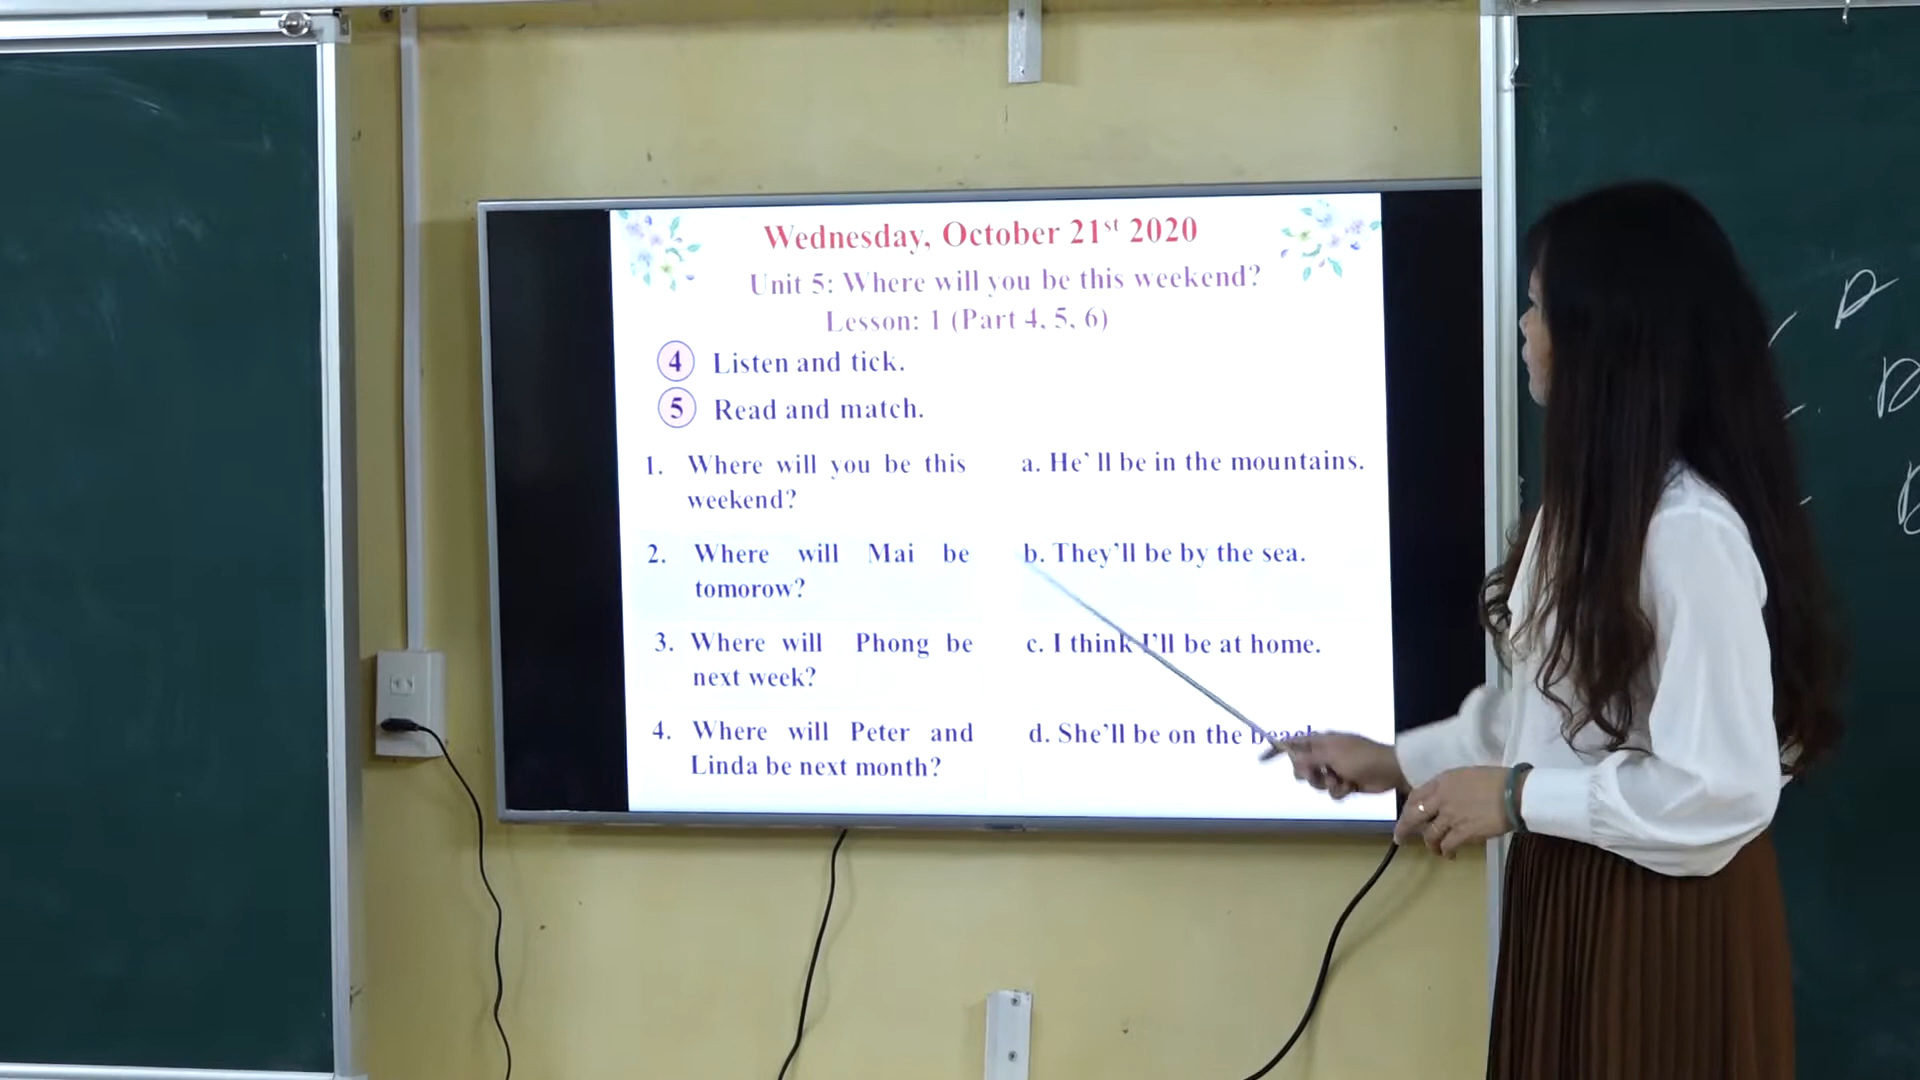 Wednesday, October 21st 2020
Unit 5: Where will you be this weekend?
Lesson: 1 (Part 4, 5, 6)
4 Listen and tick.
5 Read and match.
1. Where will you be this
weekend?
a. He`ll be in the mountains.
2. Where will Mai be
tomorow?
b. They’ll be by the sea.
3. Where will Phong be
next week?
c. I think I’ll be at home.
4. Where will Peter and
Linda be next month?
d. She’ll be on the beach